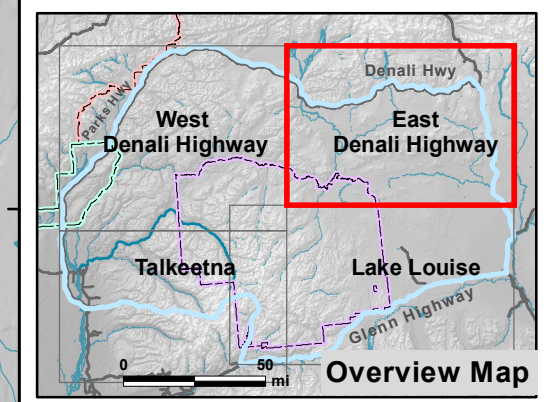 Denali Hwy
Parks Hwy
West
Denali Highway
East
Denali Highway
Talkeetna
Lake Louise
Glenn Highway
0 50
mi
Overview Map